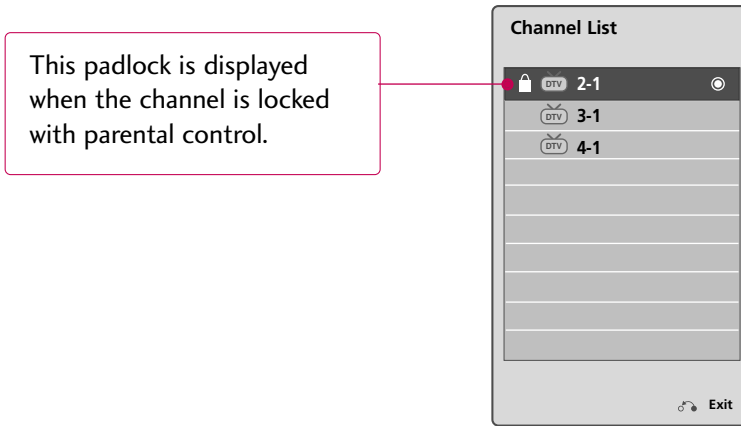 Channel List
This padlock is displayed
when the channel is locked
with parental control.
DTV 2-1
DTV 3-1
DTV 4-1
Exit